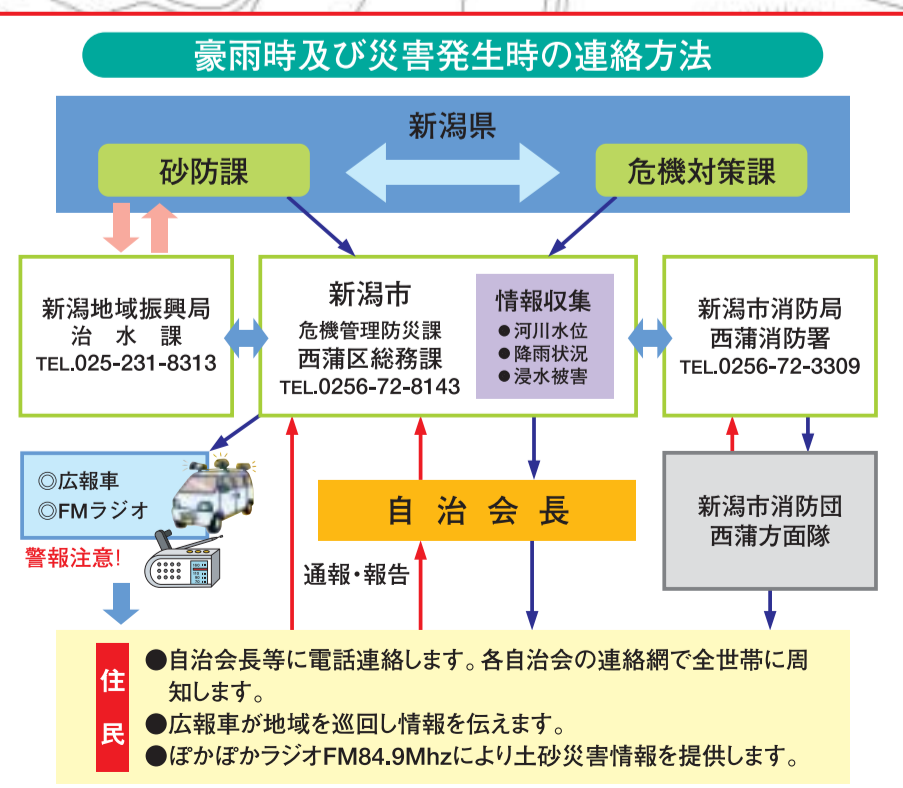 豪雨時及び災害発生時の連絡方法
新潟県
砂防課
危機対策課
新潟地域振興局
治水課
TEL.025-231-8313
新潟市
危機管理防災課
西蒲区総務課
TEL.0256-72-8143
情報収集
●河川水位
●降雨状況
●浸水被害
新潟市消防局
西蒲消防署
TEL.0256-72-3309
◎広報車
◎FMラジオ
警報注意!
自治会長
新潟市消防団
西蒲方面隊
通報・報告
住民
●自治会長等に電話連絡します。各自治会の連絡網で全世帯に周
知します。
●広報車が地域を巡回し情報を伝えます。
●ぽかぽかラジオFM84.9Mhzにより土砂災害情報を提供します。